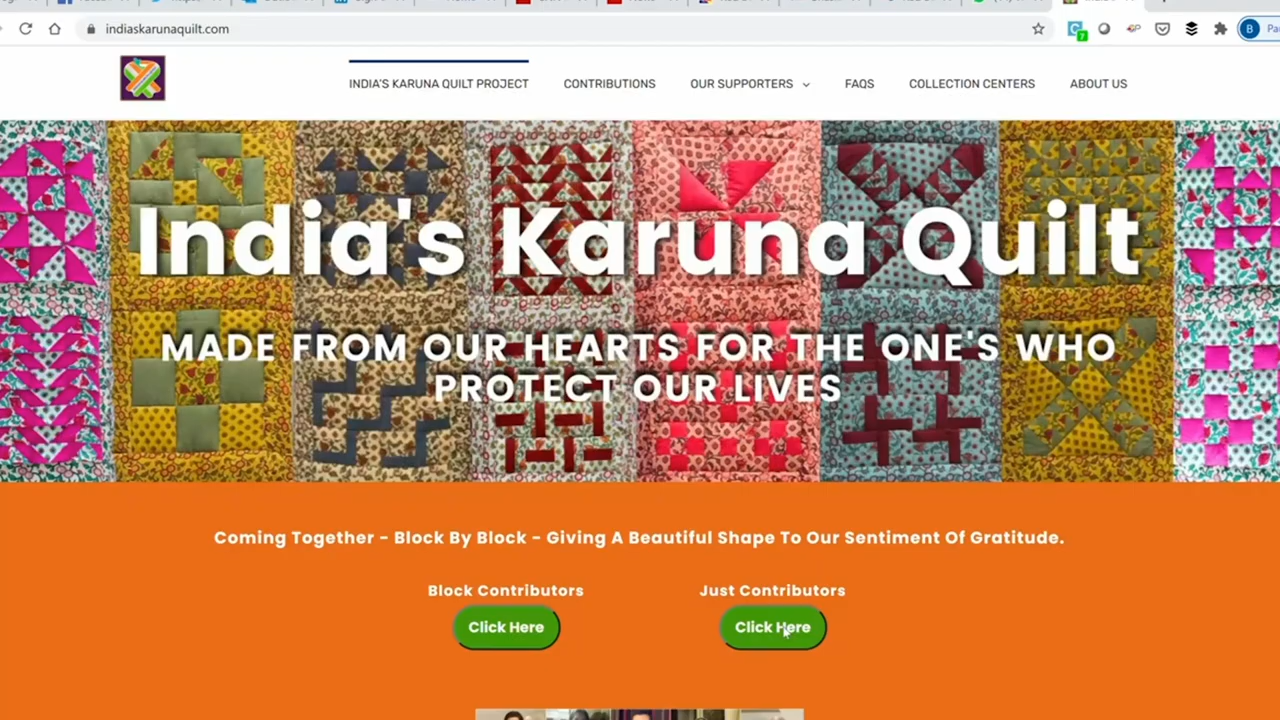 indiaskarunaquilt.com
7
B
INDIA'S KARUNA QUILT PROJECT
CONTRIBUTIONS
OUR SUPPORTERS
FAQS
COLLECTION CENTERS
ABOUT US
India's Karuna Quilt
MADE FROM OUR HEARTS FOR THE ONE'S WHO
PROTECT OUR LIVES
Coming Together - Block By Block - Giving A Beautiful Shape To Our Sentiment Of Gratitude.
Block Contributors
Just Contributors
Click Here
Click Here